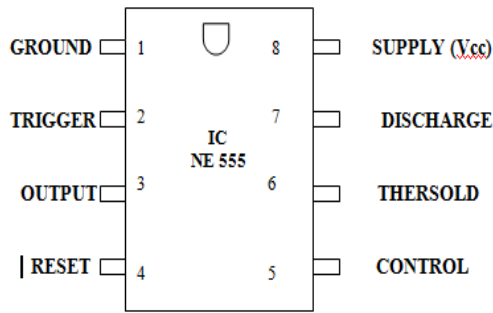 GROUND 1 8 SUPPLY (Vcc)
TRIGGER 2 7 DISCHARGE
IC
NE 555
OUTPUT 3 6 THERSOLD
RESET 4 5 CONTROL